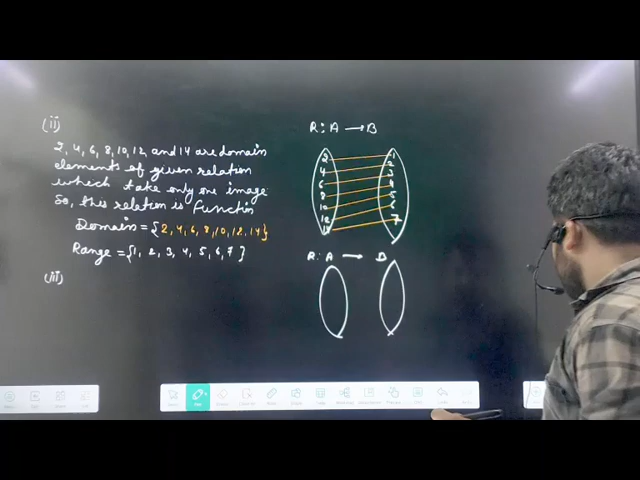 (ii)
2, 4, 6, 8, 10, 12, and 14 are domain
elements of given relation
which take only one image
So, this relation is Functin
Domain = {2, 4, 6, 8, 10, 12, 14}
Range = {1, 2, 3, 4, 5, 6, 7}
(iii)
R: A → B
2 1
4 2
6 3
8 4
10 5
12 6
14 7
R: A → B